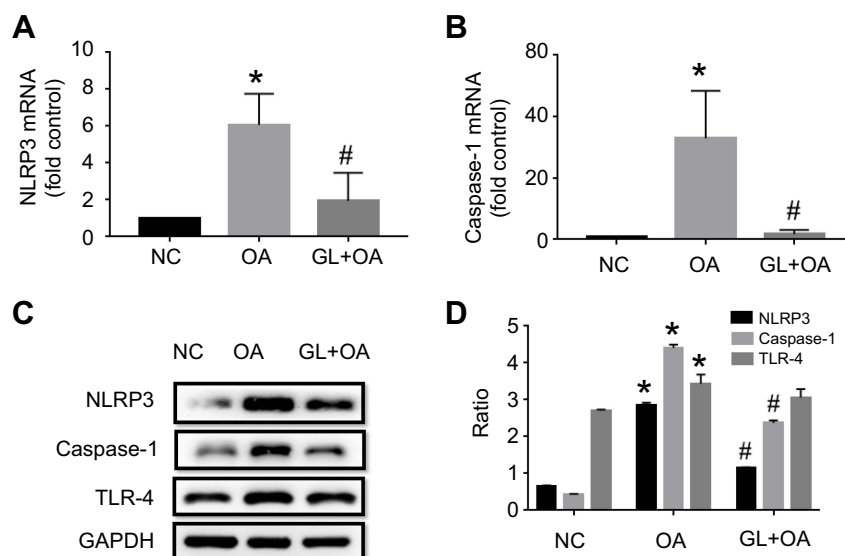 A
NLRP3 mRNA
(fold control)
10
8
6
4
2
0
*
#
NC OA GL+OA
B
Caspase-1 mRNA
(fold control)
80
60
40
20
0
*
#
NC OA GL+OA
C
NC OA GL+OA
NLRP3
Caspase-1
TLR-4
GAPDH
D
NLRP3
Caspase-1
TLR-4
Ratio
5
4
3
2
1
0
* * *
# #
NC OA GL+OA